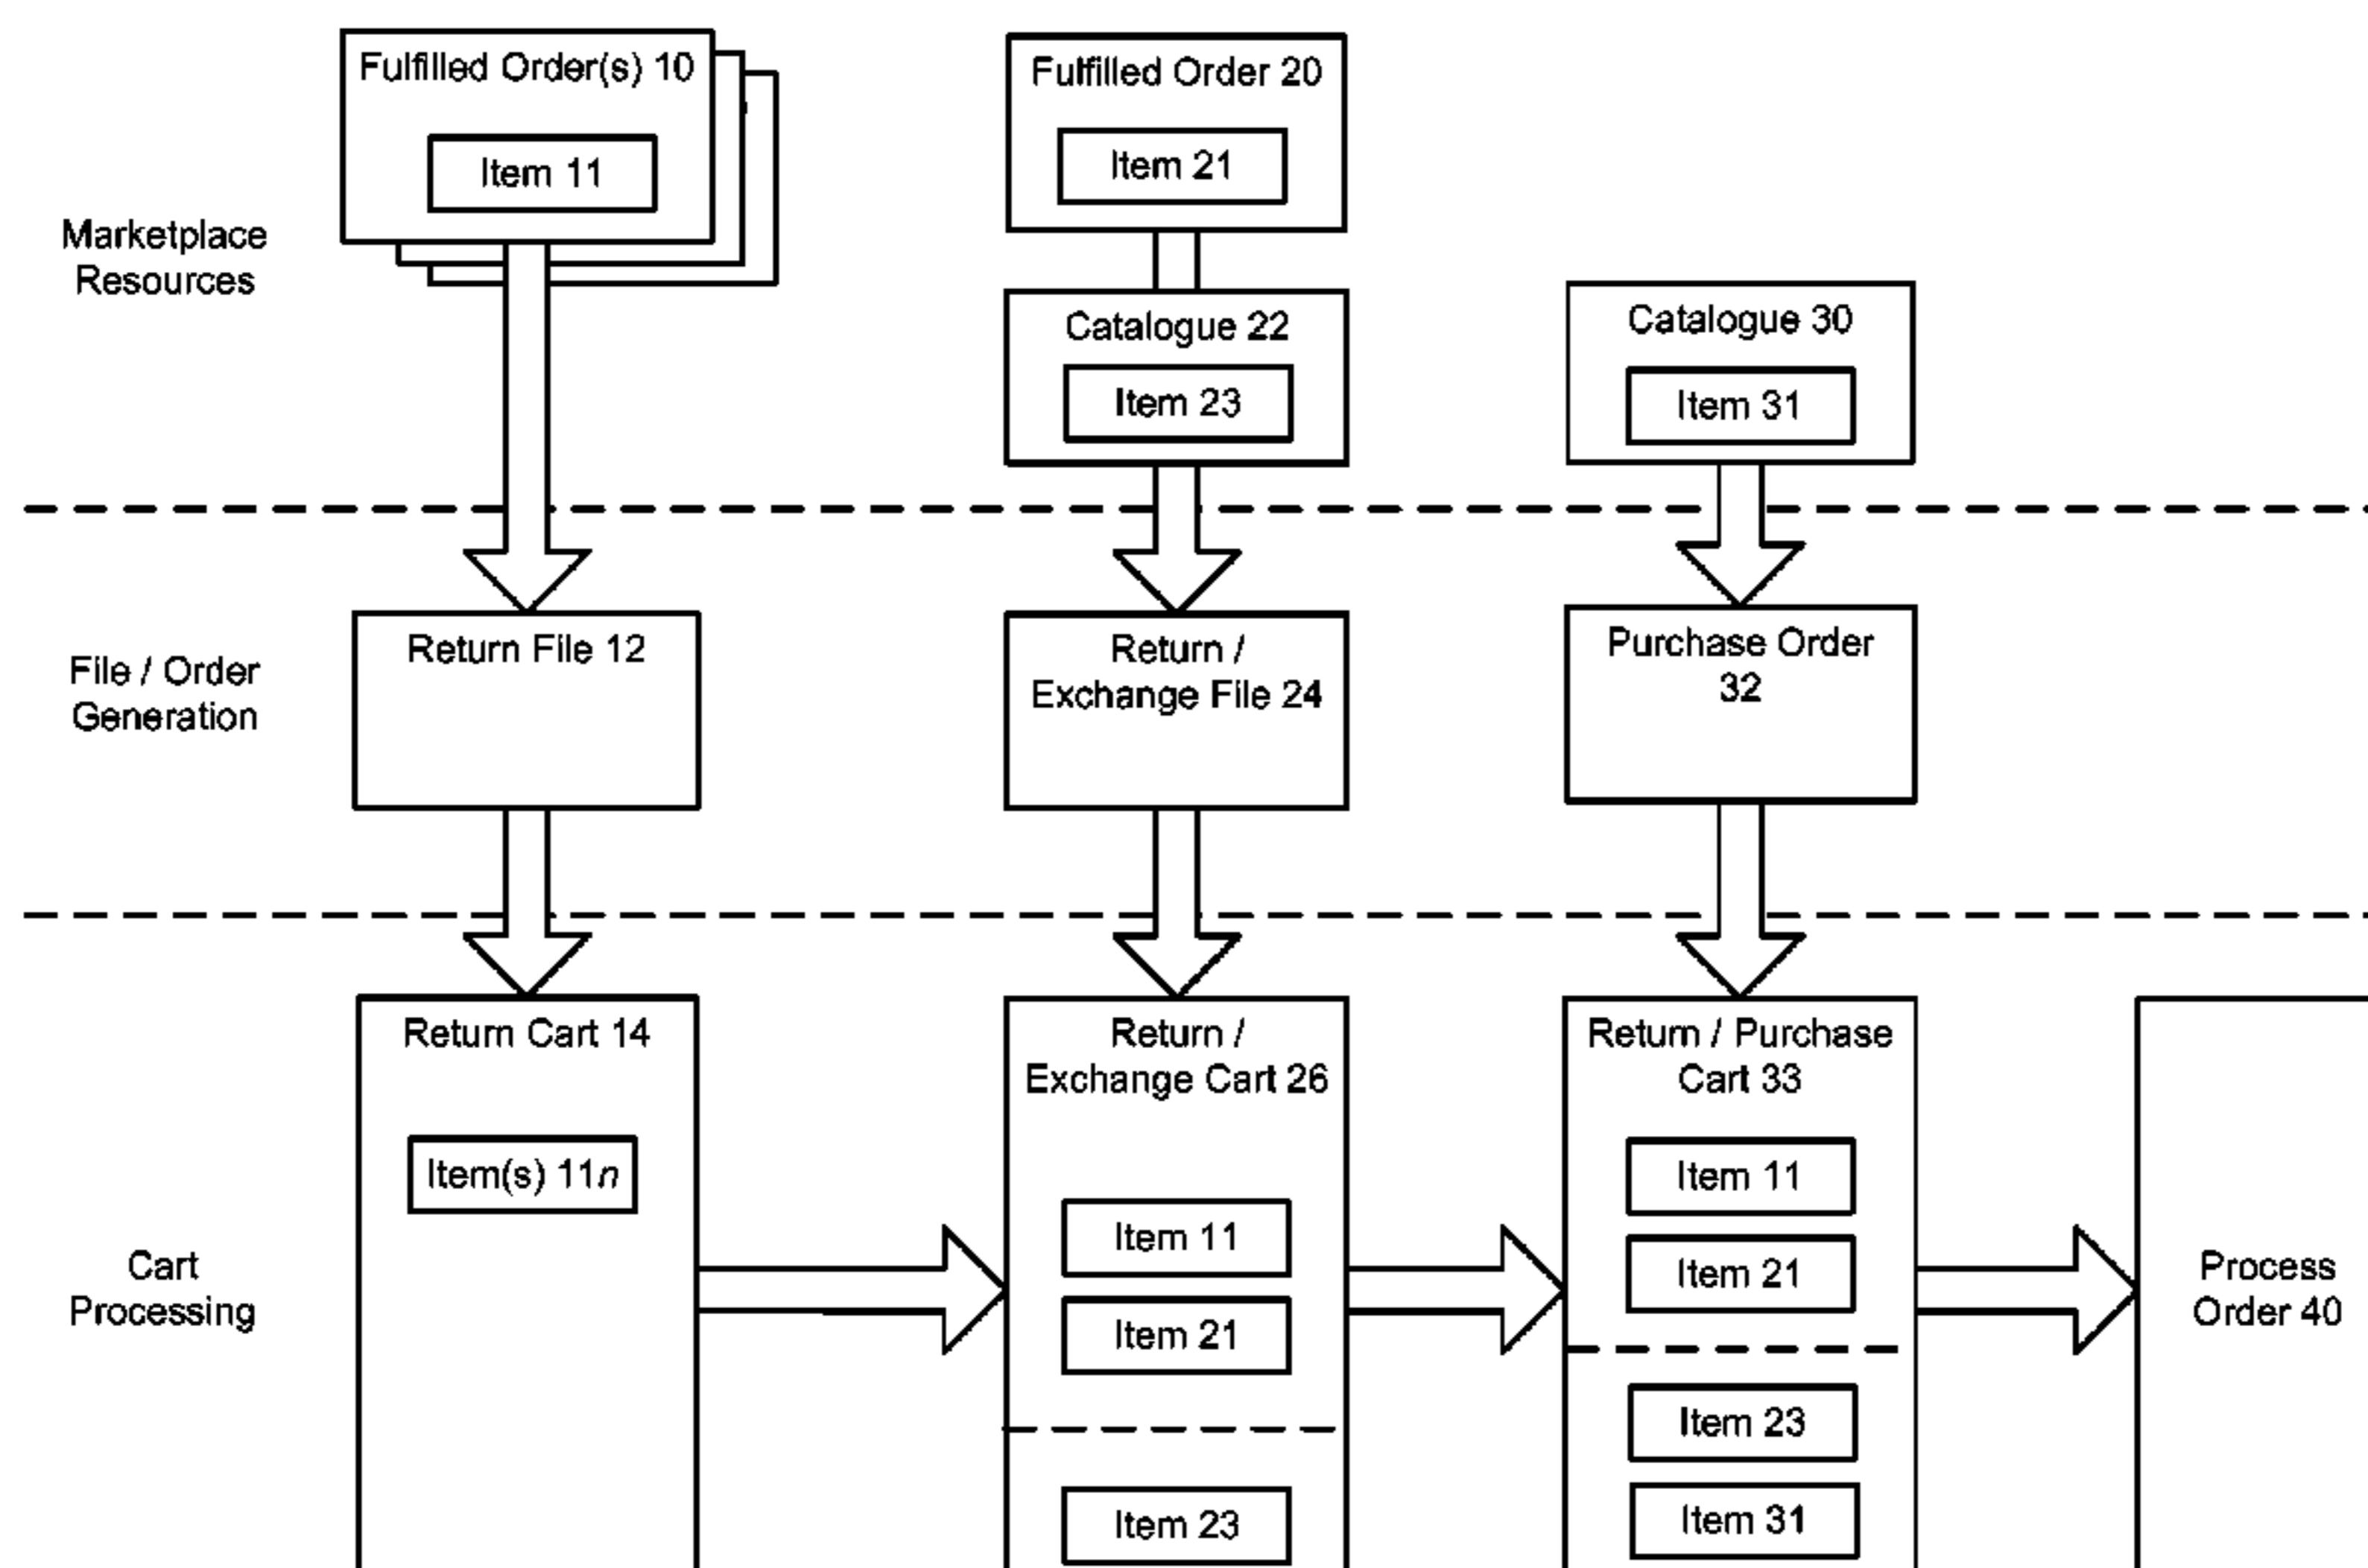 Fulfilled Order(s) 10
Item 11
Fulfilled Order 20
Item 21
Marketplace
Resources
Catalogue 22
Item 23
Catalogue 30
Item 31
File / Order
Generation
Return File 12
Return /
Exchange File 24
Purchase Order
32
Cart
Processing
Return Cart 14
Item(s) 11n
Return /
Exchange Cart 26
Item 11
Item 21
Item 23
Return / Purchase
Cart 33
Item 11
Item 21
Item 23
Item 31
Process
Order 40